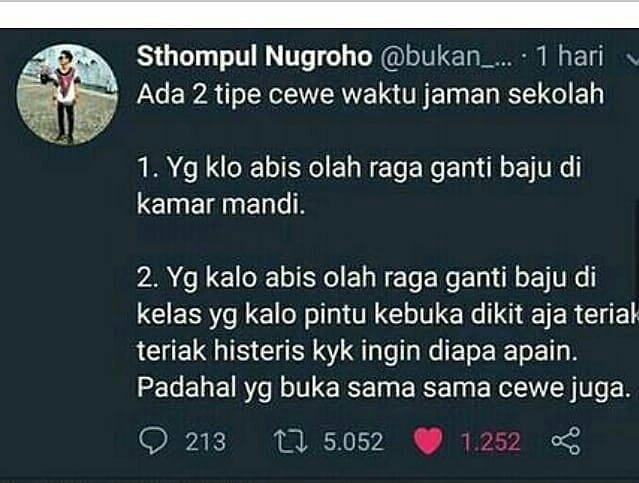 Sthompul Nugroho @bukan_... · 1 hari
Ada 2 tipe cewe waktu jaman sekolah
1. Yg klo abis olah raga ganti baju di
kamar mandi.
2. Yg kalo abis olah raga ganti baju di
kelas yg kalo pintu kebuka dikit aja teriak
teriak histeris kyk ingin diapa apain.
Padahal yg buka sama sama cewe juga.
213 5.052 1.252